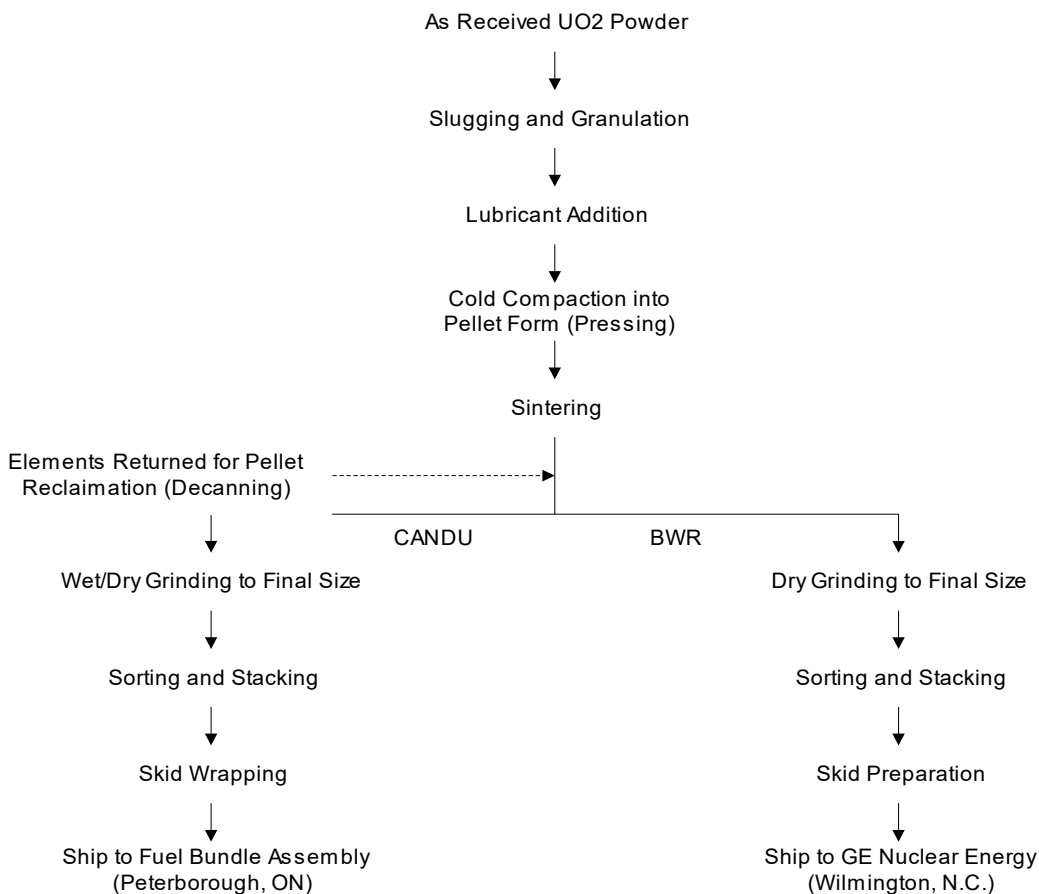 As Received UO2 Powder
Slugging and Granulation
Lubricant Addition
Cold Compaction into
Pellet Form (Pressing)
Sintering
Elements Returned for Pellet
Reclaimation (Decanning)
CANDU
BWR
Wet/Dry Grinding to Final Size
Dry Grinding to Final Size
Sorting and Stacking
Sorting and Stacking
Skid Wrapping
Skid Preparation
Ship to Fuel Bundle Assembly
(Peterborough, ON)
Ship to GE Nuclear Energy
(Wilmington, N.C.)